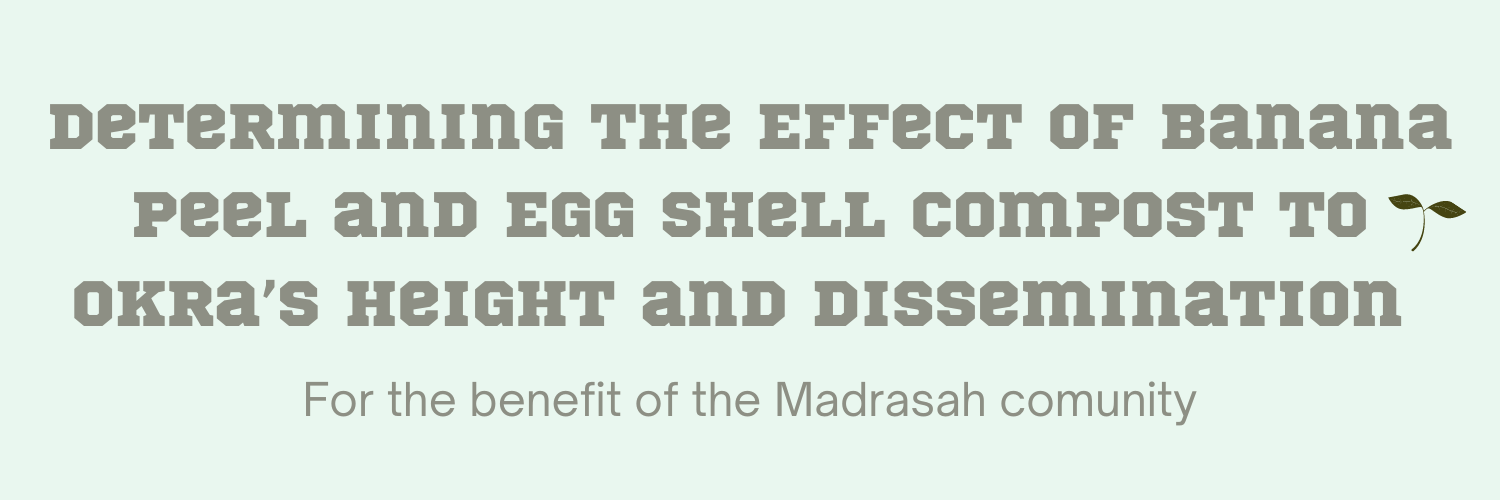 Determining the Effect of Banana
Peel and Egg Shell Compost to
Okra's Height and Dissemination
For the benefit of the Madrasah comunity